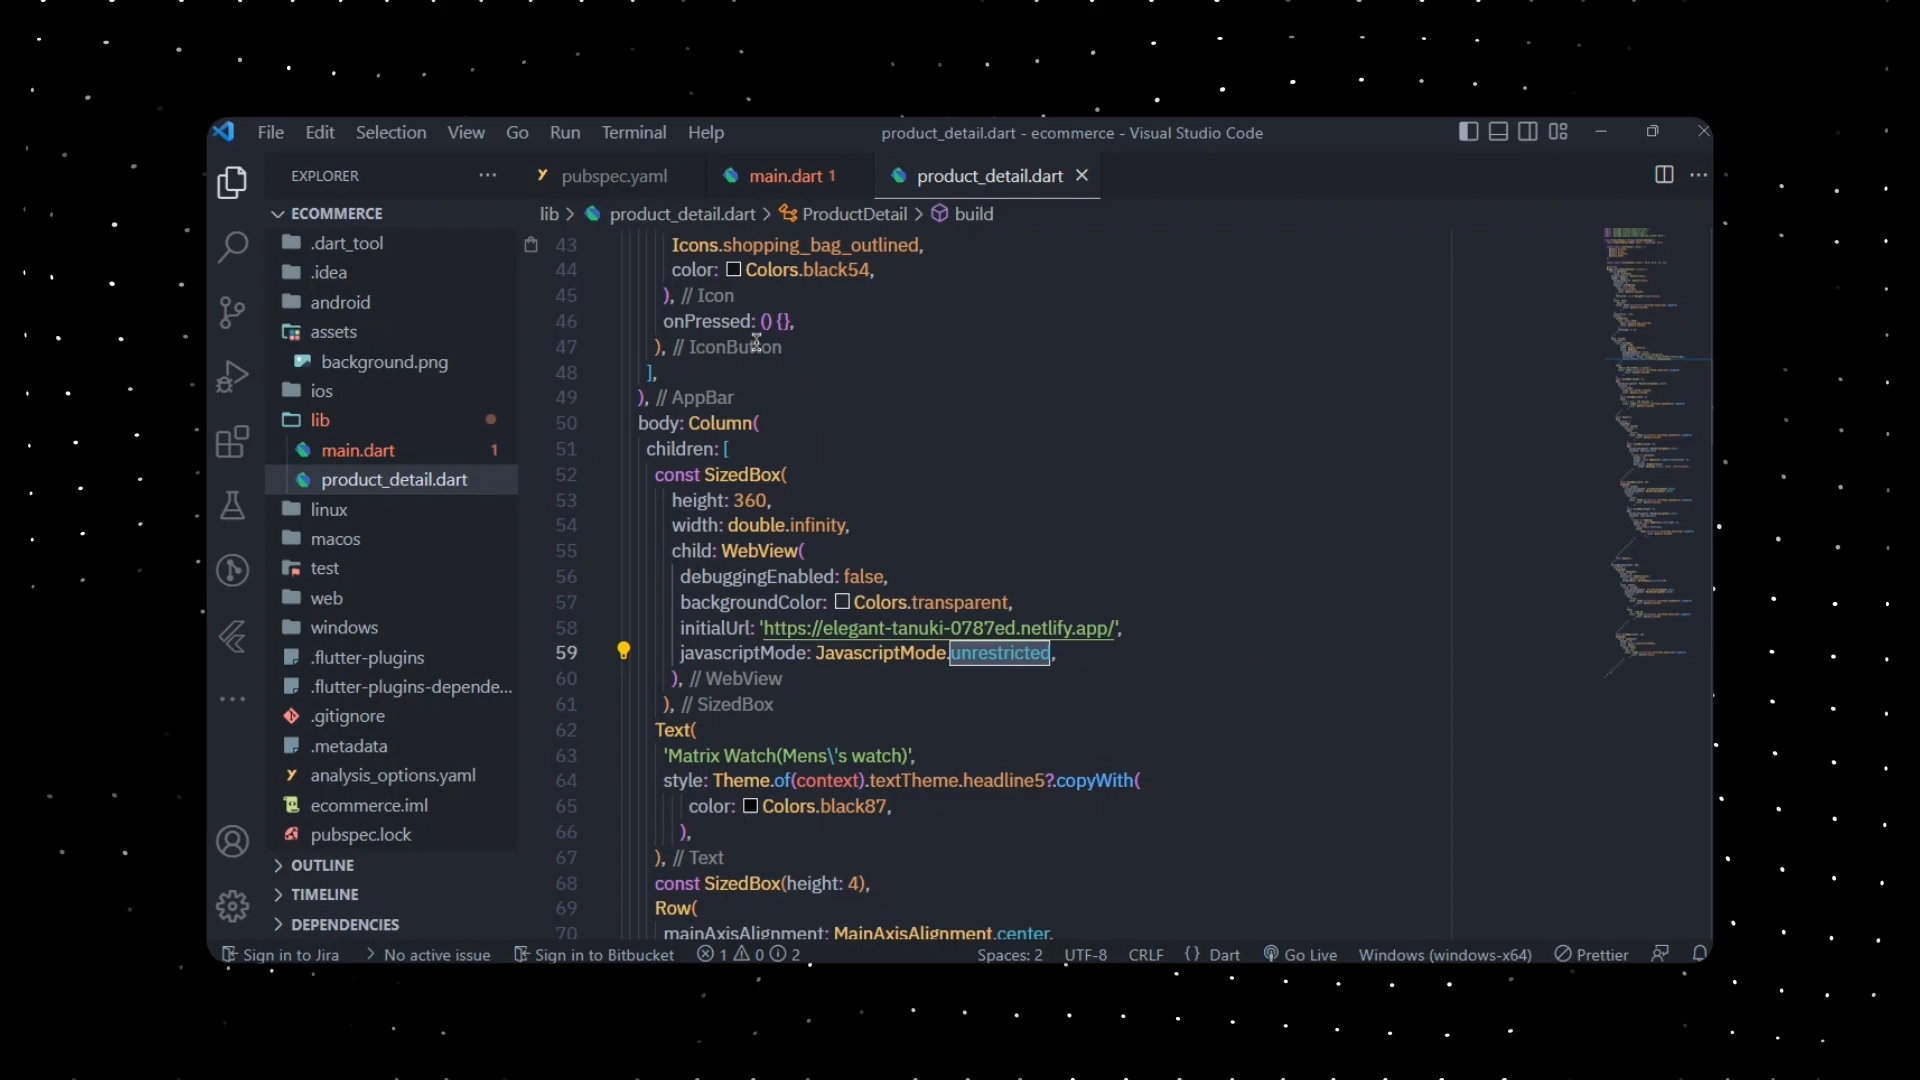 File Edit Selection View Go Run Terminal Help
product_detail.dart - ecommerce - Visual Studio Code
EXPLORER
pubspec.yaml
main.dart 1
product_detail.dart
ECOMMERCE
lib > product_detail.dart > ProductDetail > build
.dart_tool
.idea
android
assets
background.png
ios
lib
main.dart 1
product_detail.dart
linux
macos
test
web
windows
.flutter-plugins
.flutter-plugins-depende...
.gitignore
.metadata
analysis_options.yaml
ecommerce.iml
pubspec.lock
OUTLINE
TIMELINE
DEPENDENCIES
43 Icons.shopping_bag_outlined,
44 color: Colors.black54,
45 ), // Icon
46 onPressed: () {},
47 ), // IconButton
48 ],
49 ), // AppBar
50 body: Column(
51 children: [
52 const SizedBox(
53 height: 360,
54 width: double.infinity,
55 child: WebView(
56 debuggingEnabled: false,
57 backgroundColor: Colors.transparent,
58 initialUrl: 'https://elegant-tanuki-0787ed.netlify.app/',
59 javascriptMode: JavascriptMode.unrestricted,
60 ), // WebView
61 ), // SizedBox
62 Text(
63 'Matrix Watch(Mens\'s watch)',
64 style: Theme.of(context).textTheme.headline5?.copyWith(
65 color: Colors.black87,
66 ),
67 ), // Text
68 const SizedBox(height: 4),
69 Row(
70 mainAxisAlignment: MainAxisAlignment.center,
Sign in to Jira > No active issue Sign in to Bitbucket 1 0 2 Spaces: 2 UTF-8 CRLF {} Dart Go Live Windows (windows-x64) Prettier